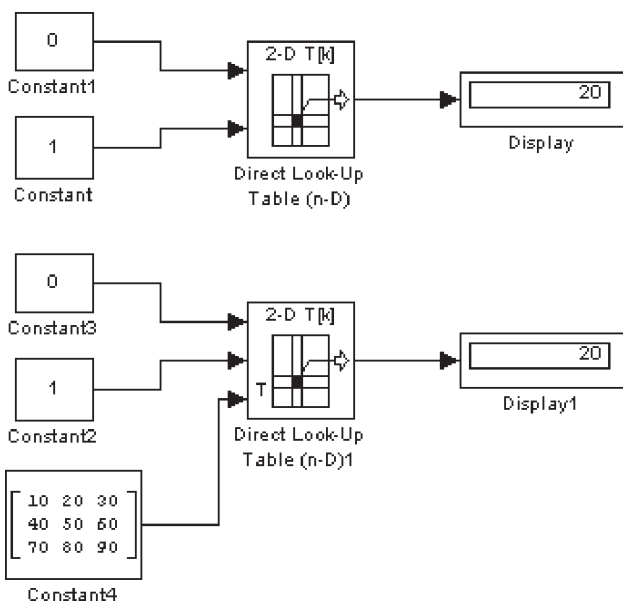 0
Constant1
1
Constant
2-D T[k]
Direct Look-Up
Table (n-D)
20
Display
0
Constant3
1
Constant2
2-D T[k]
T
Direct Look-Up
Table (n-D)1
20
Display1
10 20 30
40 50 60
70 80 90
Constant4